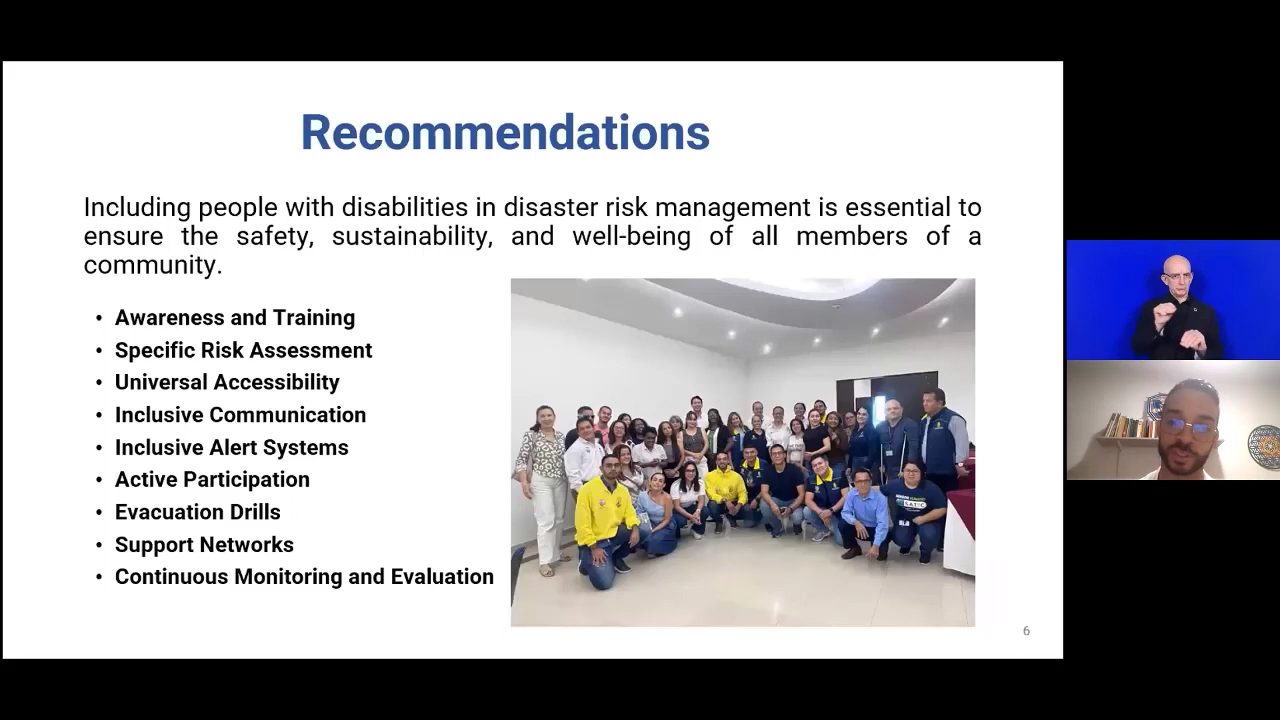 Recommendations
Including people with disabilities in disaster risk management is essential to
ensure the safety, sustainability, and well-being of all members of a
community.
• Awareness and Training
• Specific Risk Assessment
• Universal Accessibility
• Inclusive Communication
• Inclusive Alert Systems
• Active Participation
• Evacuation Drills
• Support Networks
• Continuous Monitoring and Evaluation
6